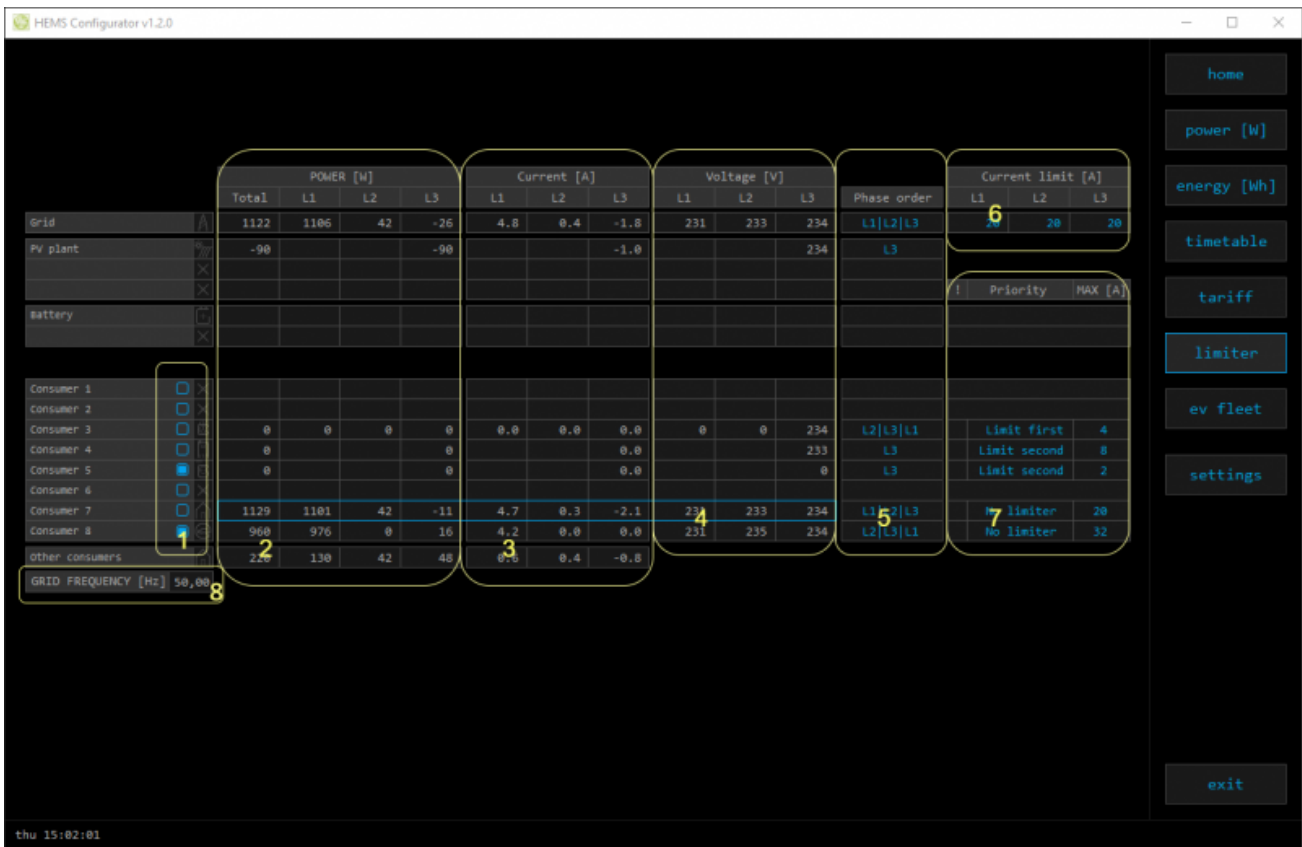 HEMS Configurator v1.2.0
home
power [W]
POWER [W] Current [A] Voltage [V] Current limit [A]
energy [Wh]
Total L1 L2 L3 L1 L2 L3 L1 L2 L3 Phase order L1 L2 L3
6
Grid 1122 1106 42 -26 4.8 0.4 -1.8 231 233 234 L1|L2|L3 20 20 20
timetable
PV plant -90 -90 -1.0 234 L3
! Priority MAX [A]
tariff
Battery
limiter
Consumer 1
Consumer 2
ev fleet
Consumer 3 0 0 0 0 0.0 0.0 0.0 0 0 234 L2|L3|L1 Limit first 4
Consumer 4 0 0 0.0 233 L3 Limit second 8
Consumer 5 0 0 0.0 0 L3 Limit second 2
settings
Consumer 6
Consumer 7 1129 1101 42 -11 4.7 0.3 -2.1 231 233 234 L1|L2|L3 No limiter 20
4 5 7
Consumer 8 960 976 0 16 4.2 0.0 0.0 231 235 234 L2|L3|L1 No limiter 32
1 2 3
Other consumers 130 42 48 0.4 -0.8
GRID FREQUENCY [Hz] 50,00
8
exit
thu 15:02:01